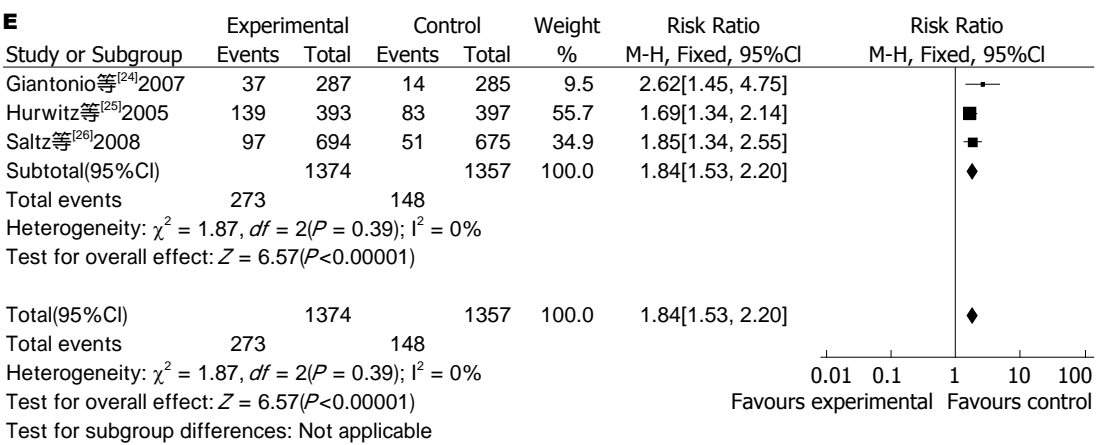 E
Experimental Control Weight Risk Ratio Risk Ratio
Study or Subgroup Events Total Events Total % M-H, Fixed, 95%CI M-H, Fixed, 95%CI
Giantonio等[24]2007 37 287 14 285 9.5 2.62[1.45, 4.75]
Hurwitz等[25]2005 139 393 83 397 55.7 1.69[1.34, 2.14]
Saltz等[26]2008 97 694 51 675 34.9 1.85[1.34, 2.55]
Subtotal(95%CI) 1374 1357 100.0 1.84[1.53, 2.20]
Total events 273 148
Heterogeneity: χ² = 1.87, df = 2(P = 0.39); I² = 0%
Test for overall effect: Z = 6.57(P<0.00001)
Total(95%CI) 1374 1357 100.0 1.84[1.53, 2.20]
Total events 273 148
Heterogeneity: χ² = 1.87, df = 2(P = 0.39); I² = 0%
0.01 0.1 1 10 100
Test for overall effect: Z = 6.57(P<0.00001)
Favours experimental Favours control
Test for subgroup differences: Not applicable